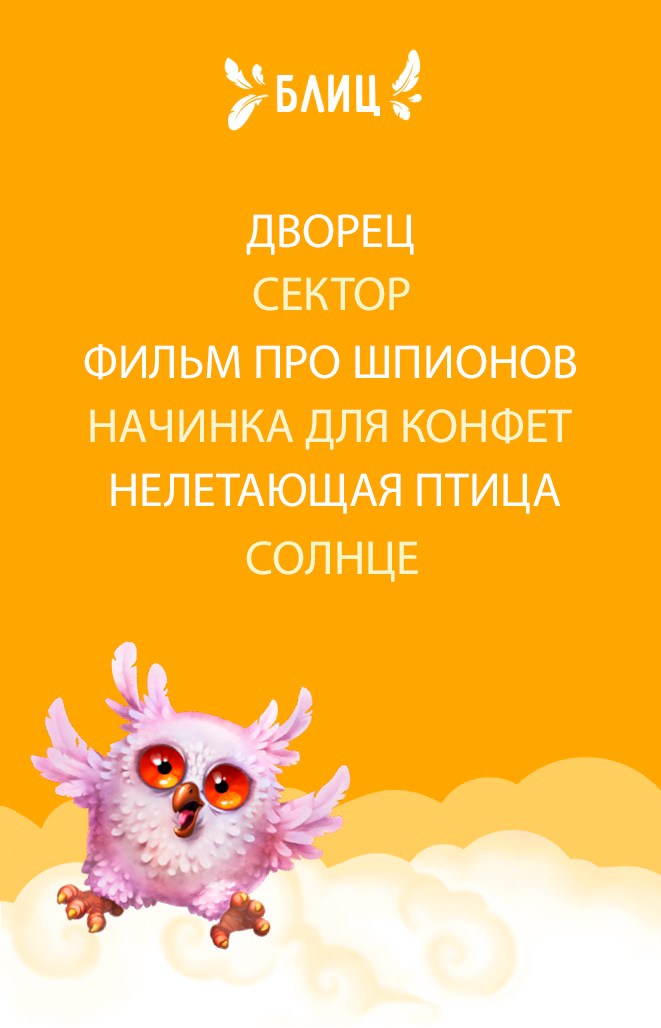 БЛИЦ
ДВОРЕЦ
СЕКТОР
ФИЛЬМ ПРО ШПИОНОВ
НАЧИНКА ДЛЯ КОНФЕТ
НЕЛЕТАЮЩАЯ ПТИЦА
СОЛНЦЕ